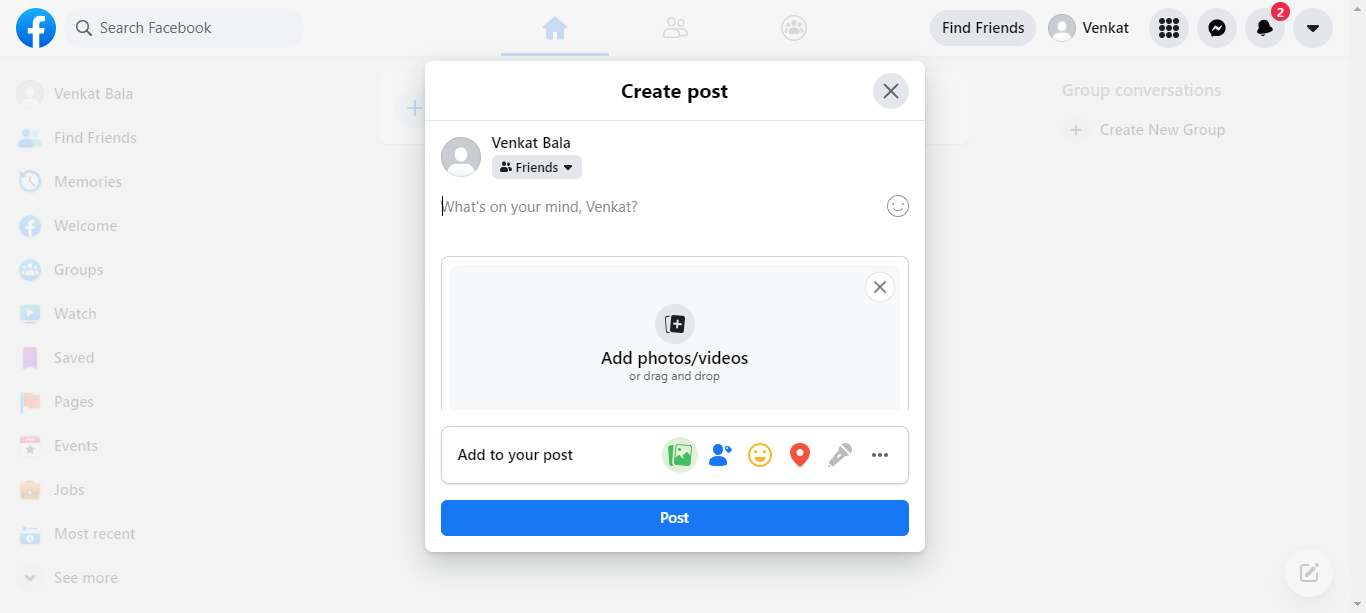 Search Facebook
Find Friends
Venkat
2
Venkat Bala
Find Friends
Memories
Welcome
Groups
Watch
Saved
Pages
Events
Jobs
Most recent
See more
Create post
Venkat Bala
Friends
What's on your mind, Venkat?
Add photos/videos
or drag and drop
Add to your post
Post
Group conversations
Create New Group